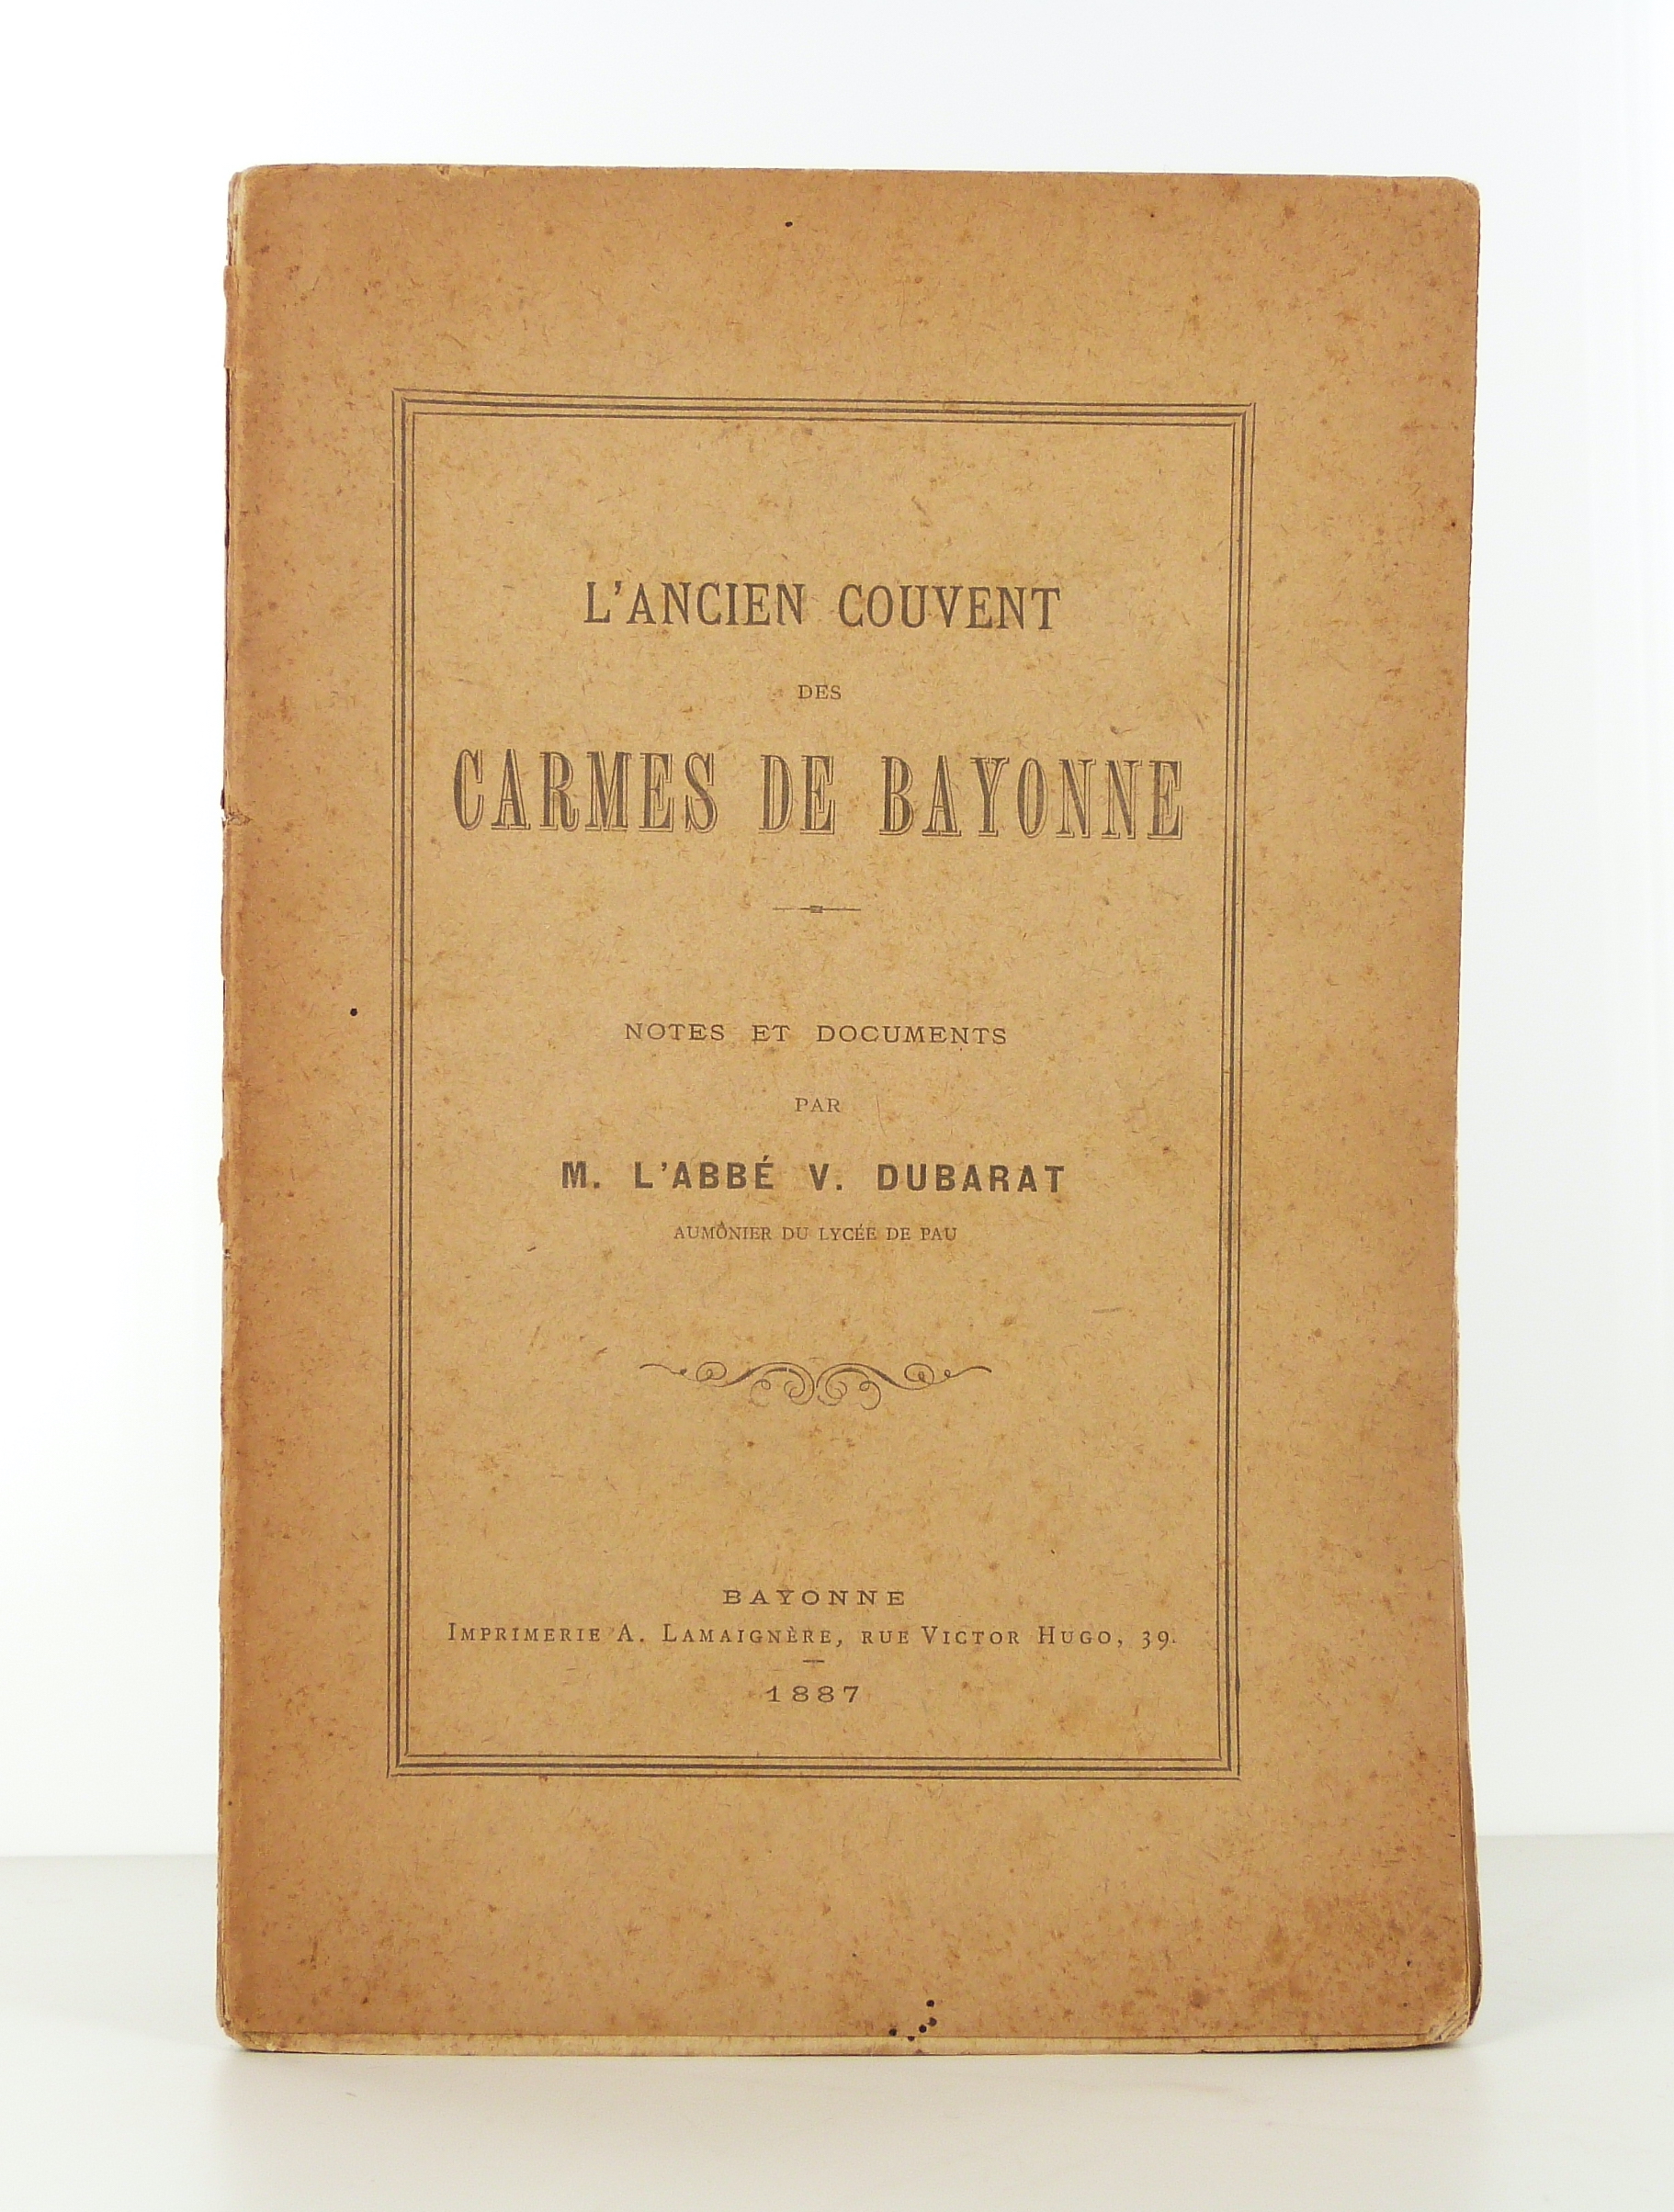 L'ANCIEN COUVENT
DES
CARMES DE BAYONNE
NOTES ET DOCUMENTS
PAR
M. L'ABBÉ V. DUBARAT
AUMÔNIER DU LYCÉE DE PAU
BAYONNE
IMPRIMERIE A. LAMAIGNÈRE, RUE VICTOR HUGO, 39.
1887